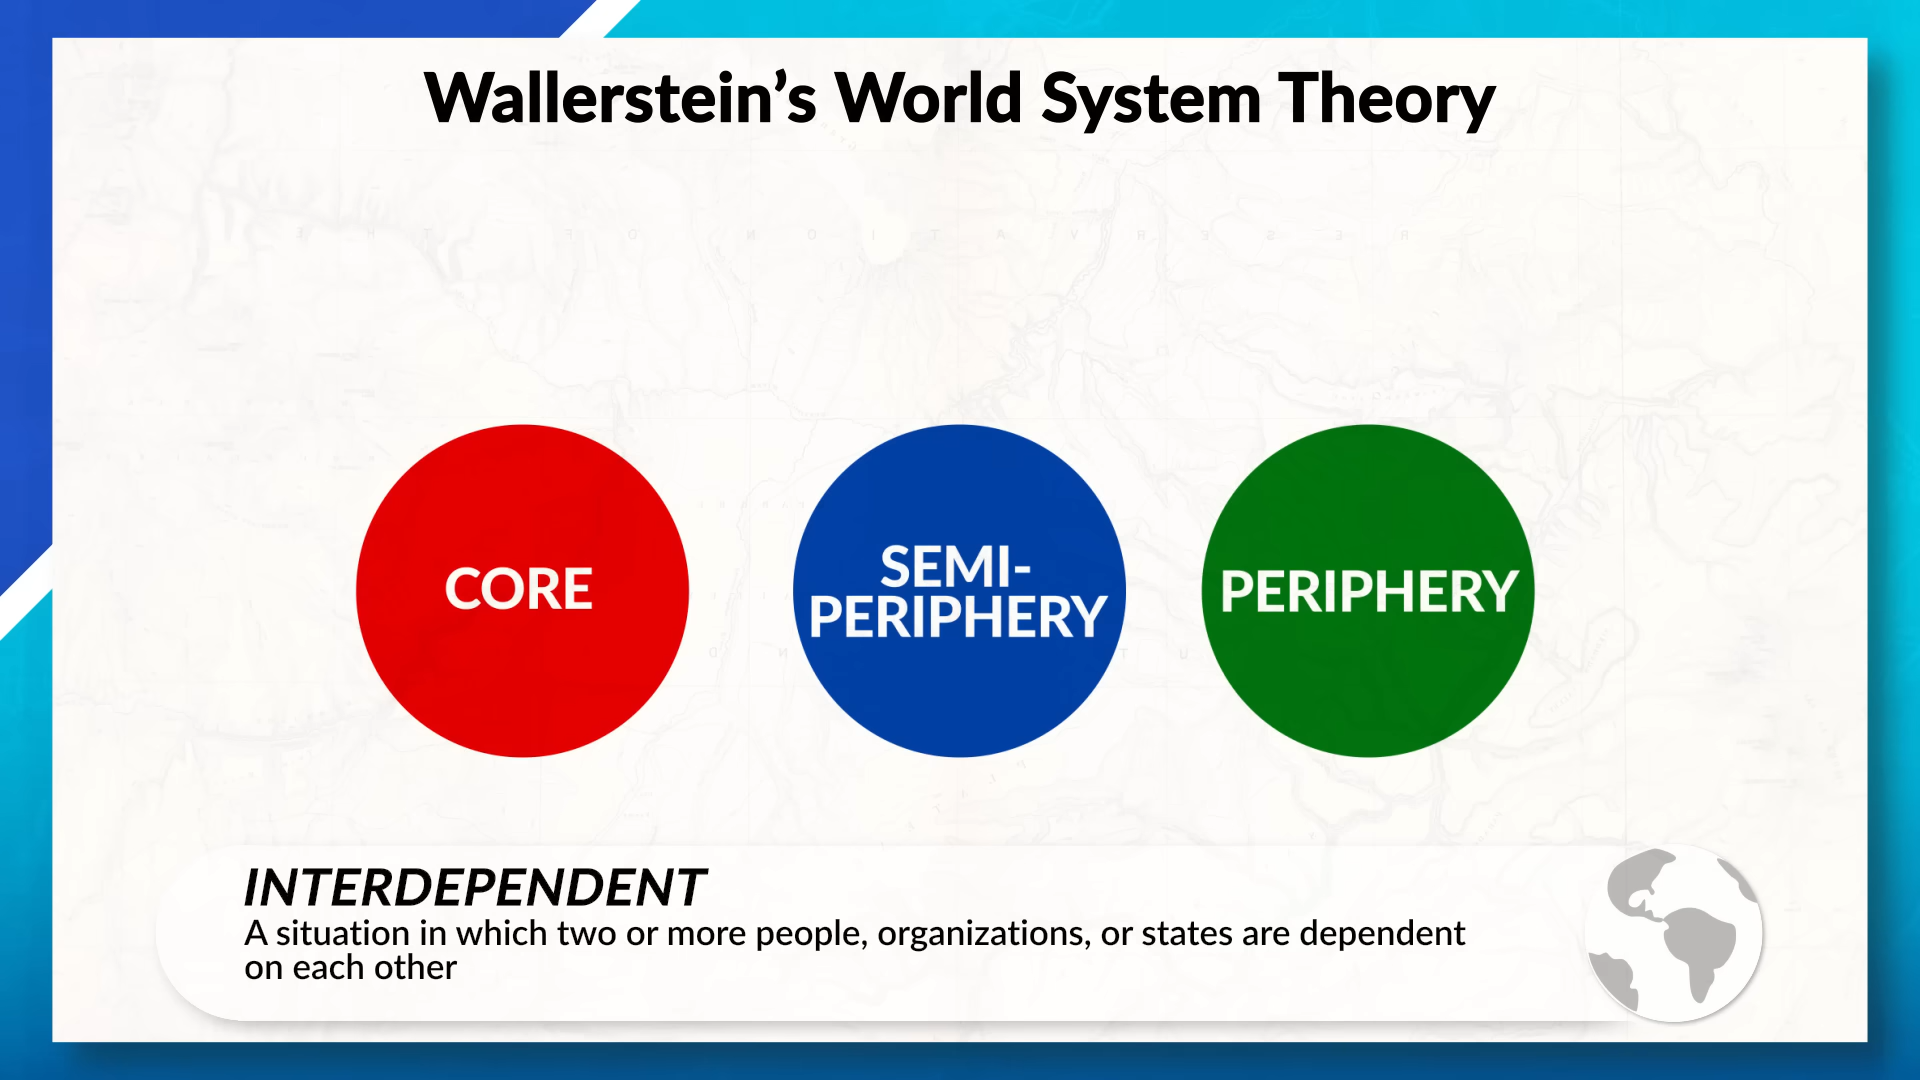 Wallerstein’s World System Theory
CORE
SEMI-
PERIPHERY
PERIPHERY
INTERDEPENDENT
A situation in which two or more people, organizations, or states are dependent
on each other